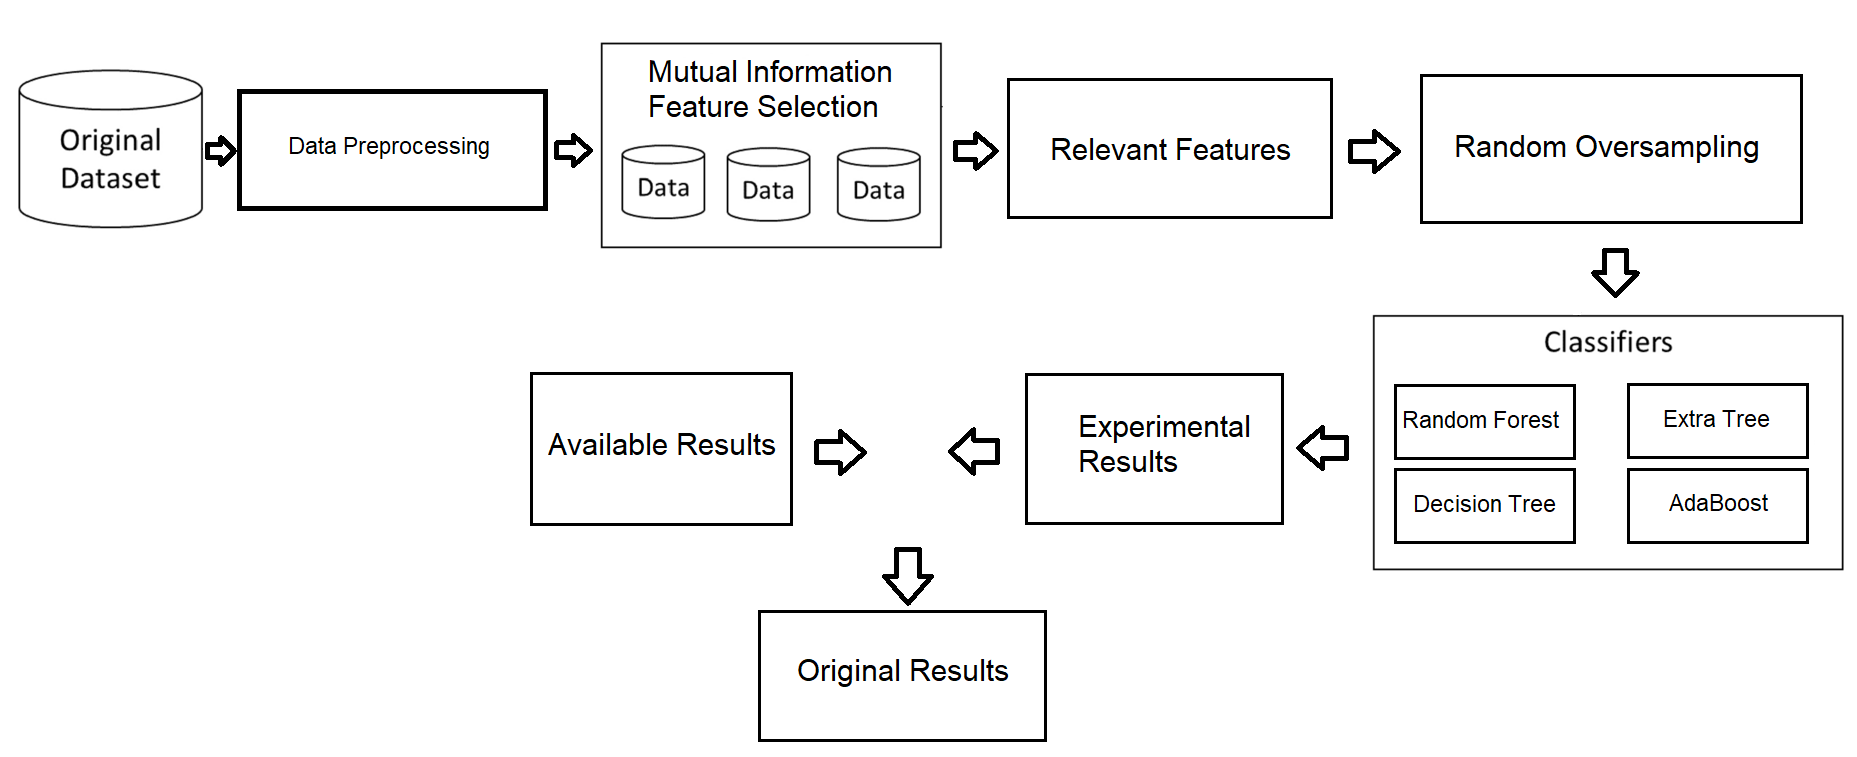 Original
Dataset
Data Preprocessing
Mutual Information
Feature Selection
Data
Data
Data
Relevant Features
Random Oversampling
Classifiers
Random Forest
Extra Tree
Decision Tree
AdaBoost
Experimental
Results
Available Results
Original Results